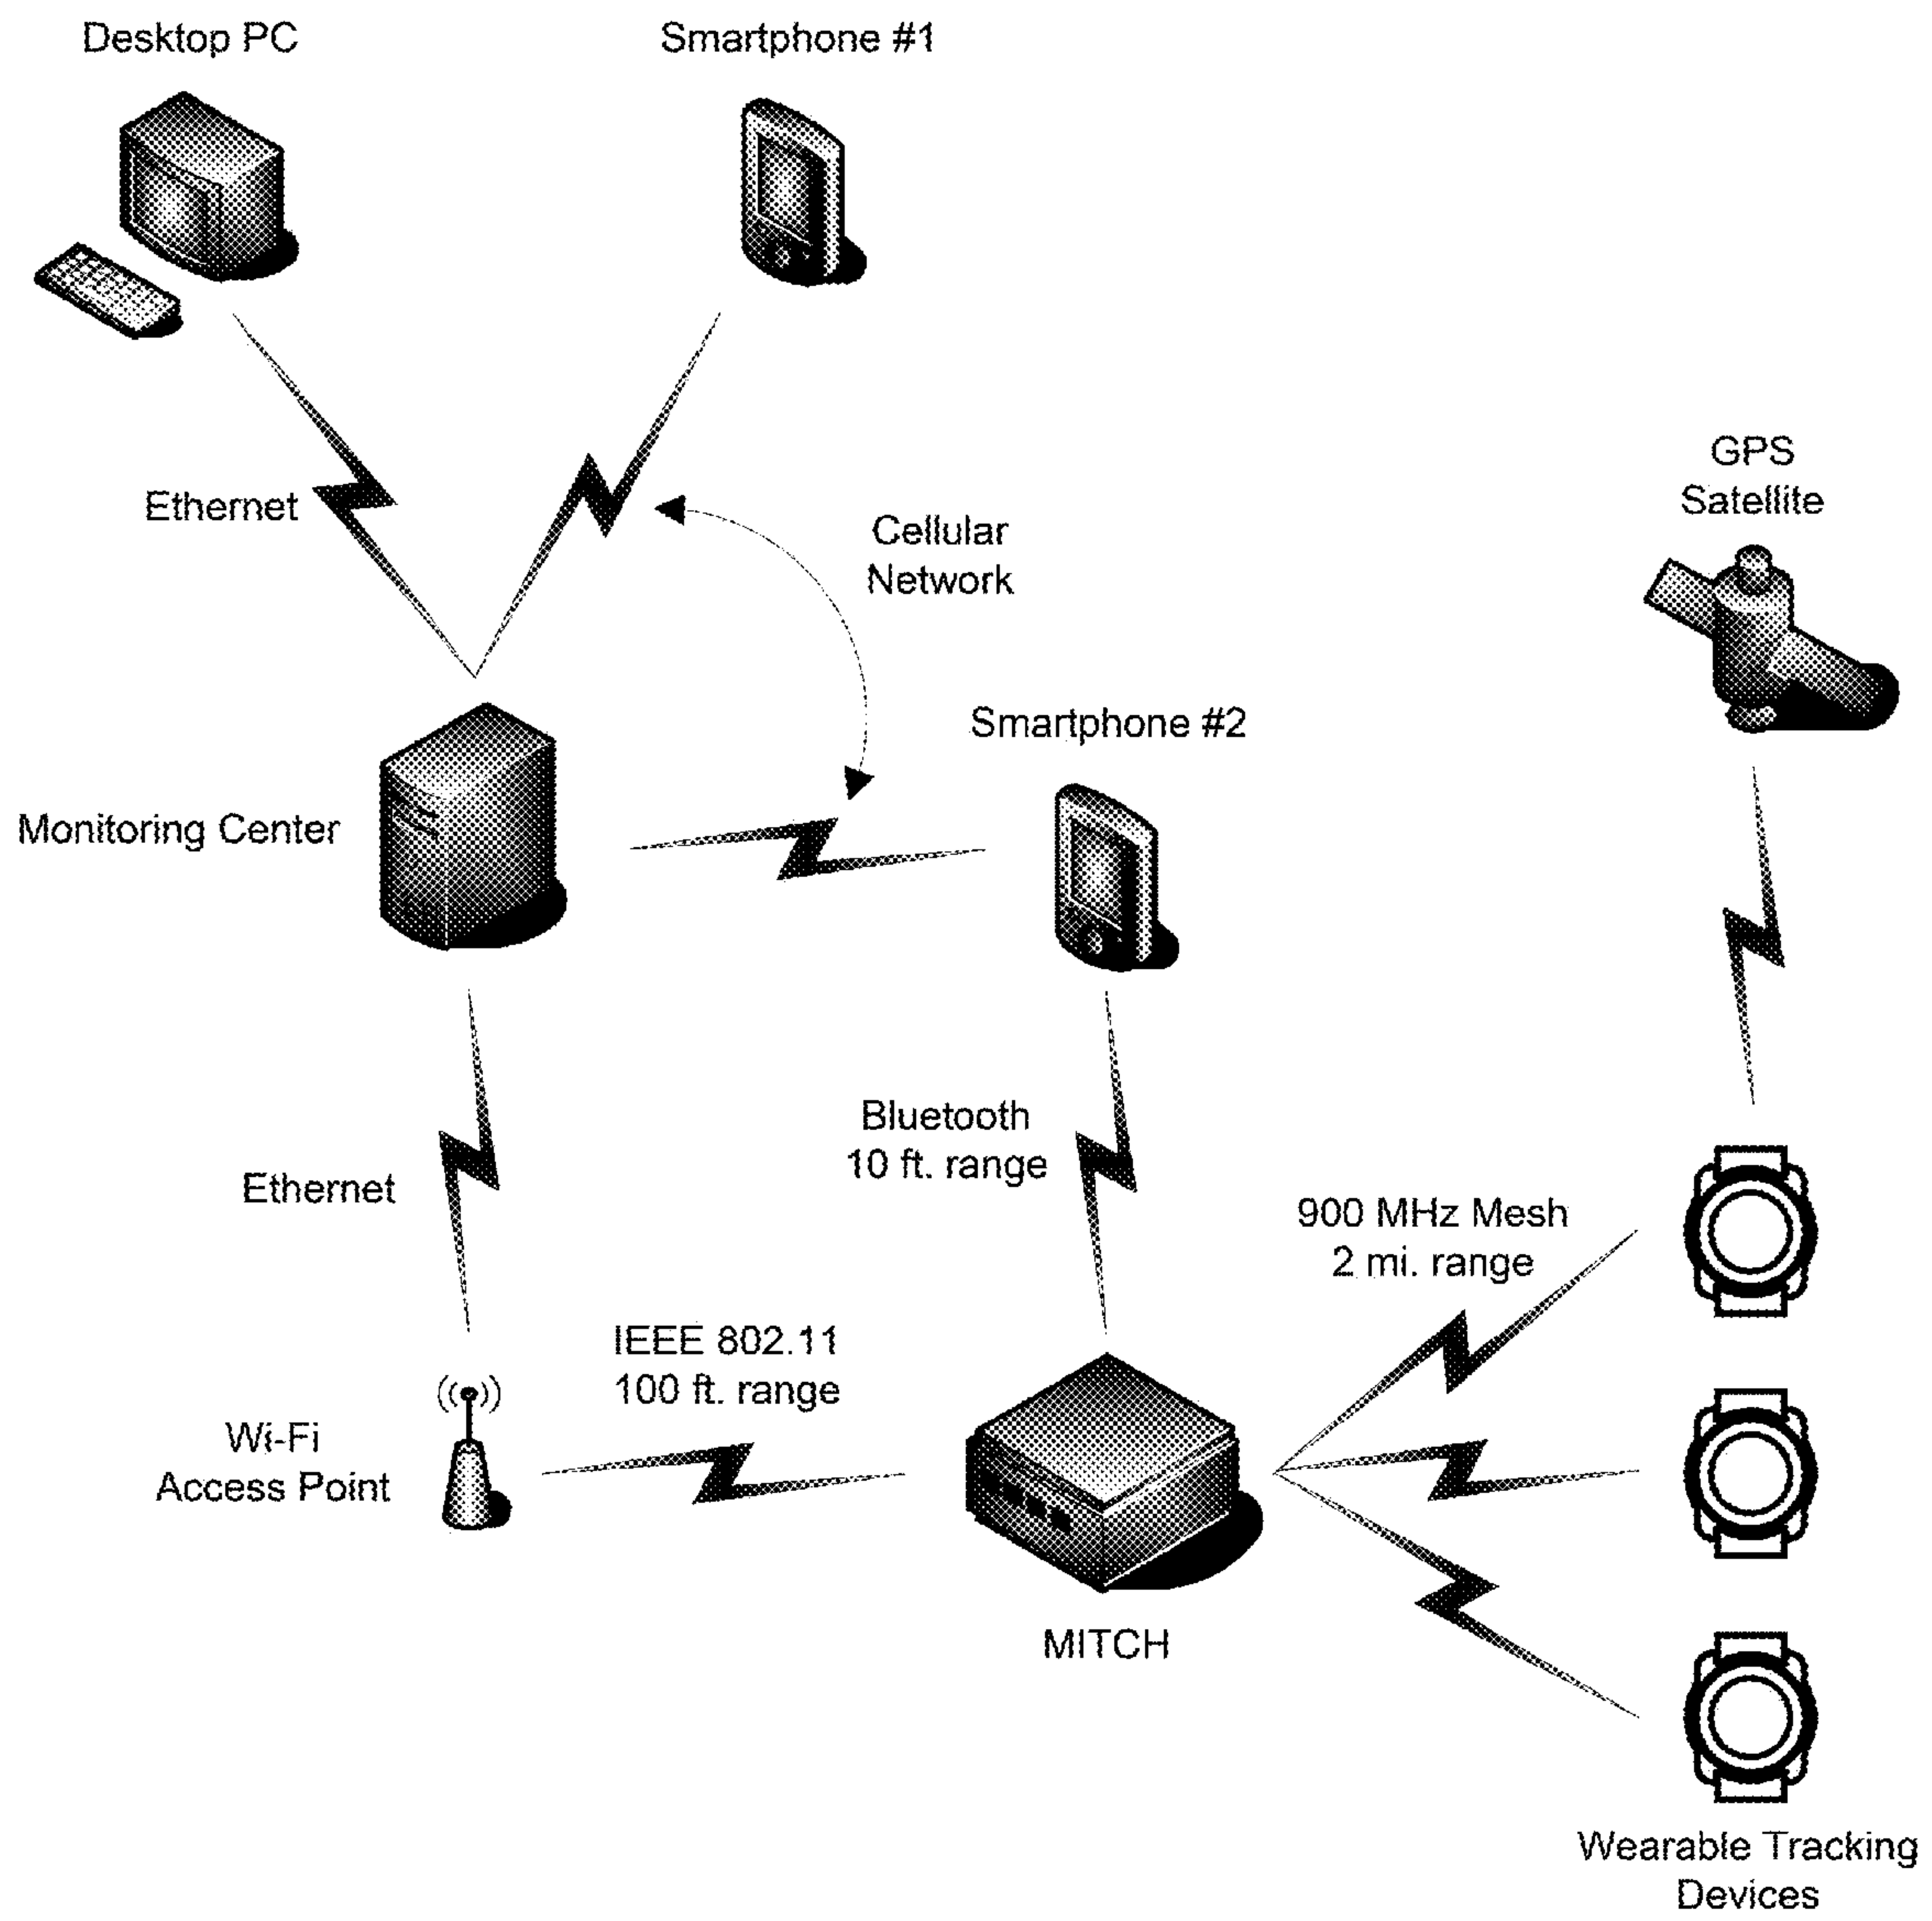 Desktop PC
Smartphone #1
GPS
Satellite
Ethernet
Cellular
Network
Smartphone #2
Monitoring Center
Bluetooth
10 ft. range
Ethernet
900 MHz Mesh
2 mi. range
IEEE 802.11
100 ft. range
Wi-Fi
Access Point
MITCH
Wearable Tracking
Devices